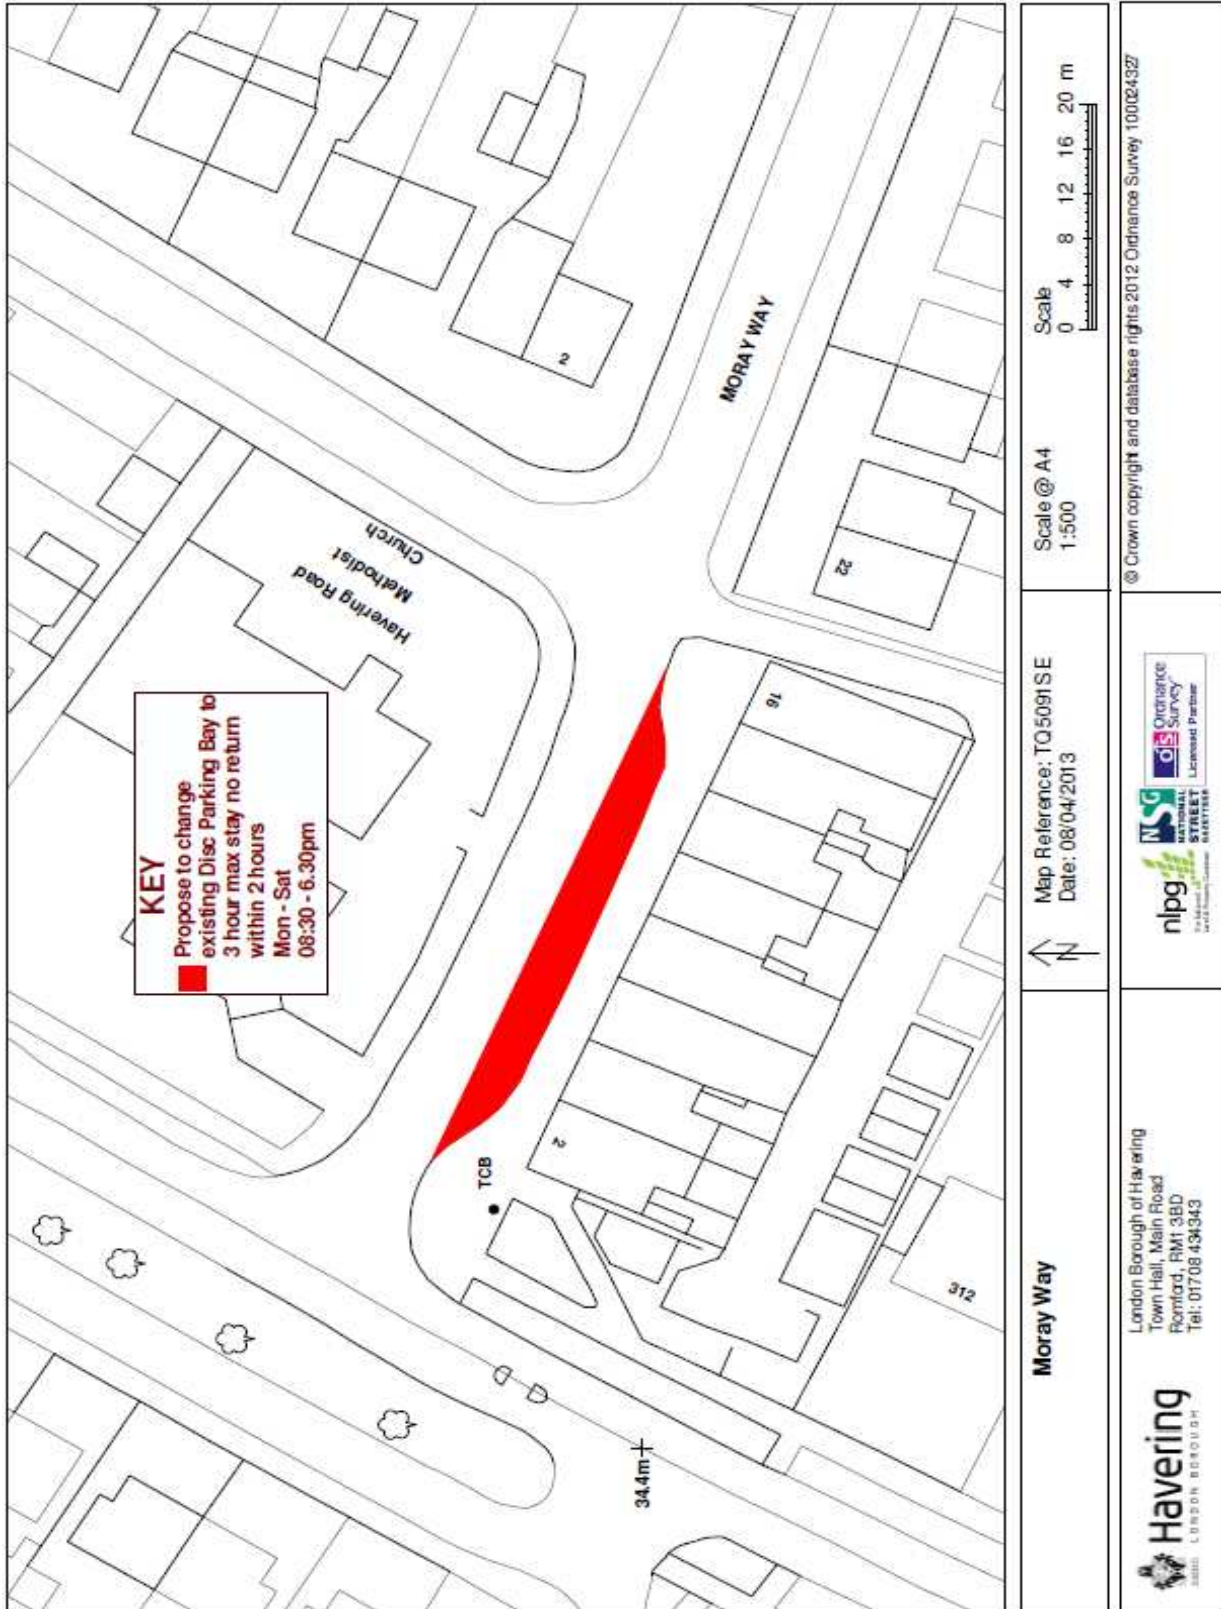 KEY
Propose to change
existing Disc Parking Bay to
3 hour max stay no return
within 2 hours
Mon - Sat
08:30 - 6.30pm
Havering Road
Methodist
Church
2
MORAY WAY
TCB
2
16
22
34.4m
312
Moray Way
N
Map Reference: TQ5091SE
Date: 08/04/2013
Scale @ A4
1:500
Scale
0 4 8 12 16 20 m
Havering
LONDON BOROUGH
London Borough of Havering
Town Hall, Main Road
Romford, RM1 3BD
Tel: 01708 434343
nlpg
NSG
NATIONAL
STREET
GAZETTEER
os Ordnance
Survey
Licensed Partner
© Crown copyright and database rights 2012 Ordnance Survey 100024327